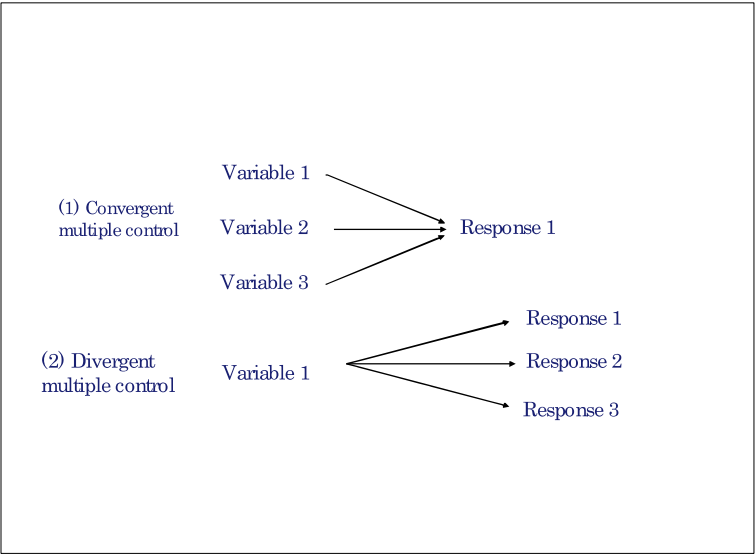 (1) Convergent
multiple control
Variable 1
Variable 2
Variable 3
Response 1
(2) Divergent
multiple control
Variable 1
Response 1
Response 2
Response 3